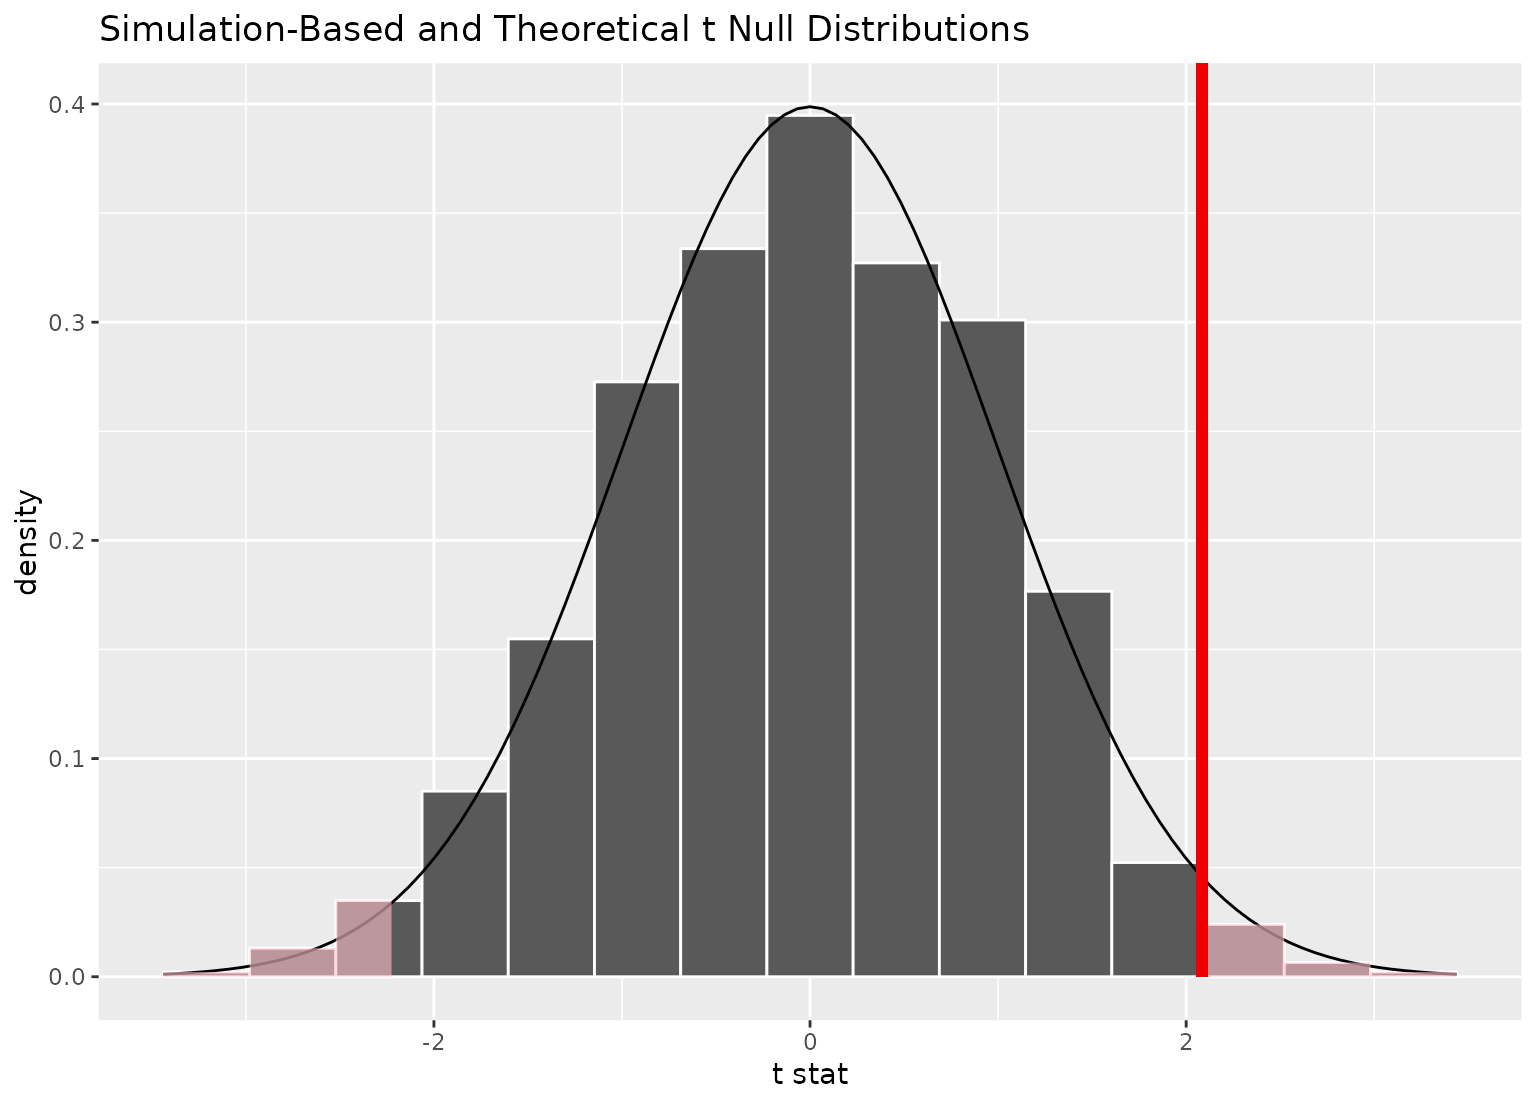 Simulation-Based and Theoretical t Null Distributions
0.4
0.3
0.2
0.1
0.0
density
-2 0 2
t stat